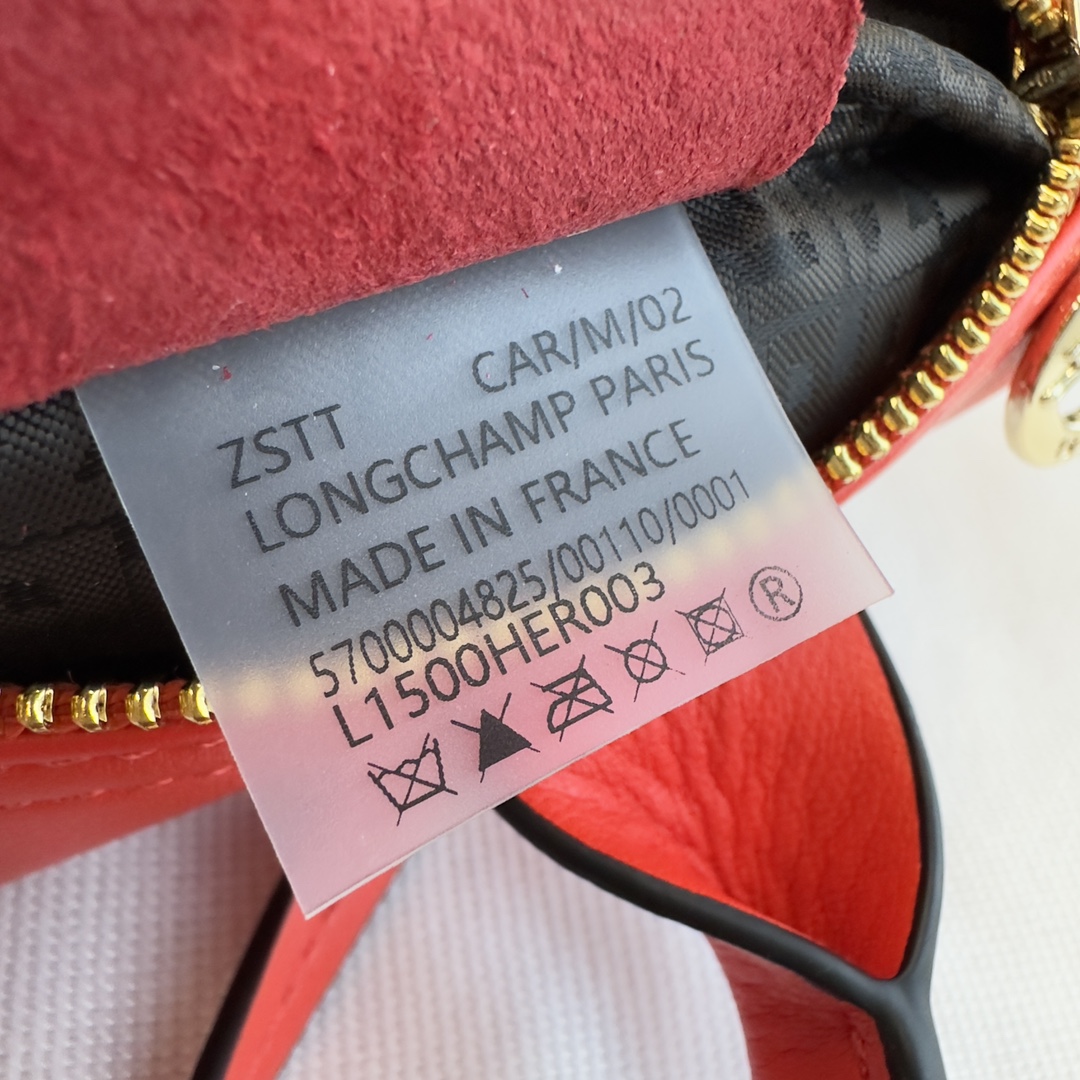 CAR/M/02
ZSTT
LONGCHAMP PARIS
MADE IN FRANCE
5700004825/00110/0001
L1500HER003
®